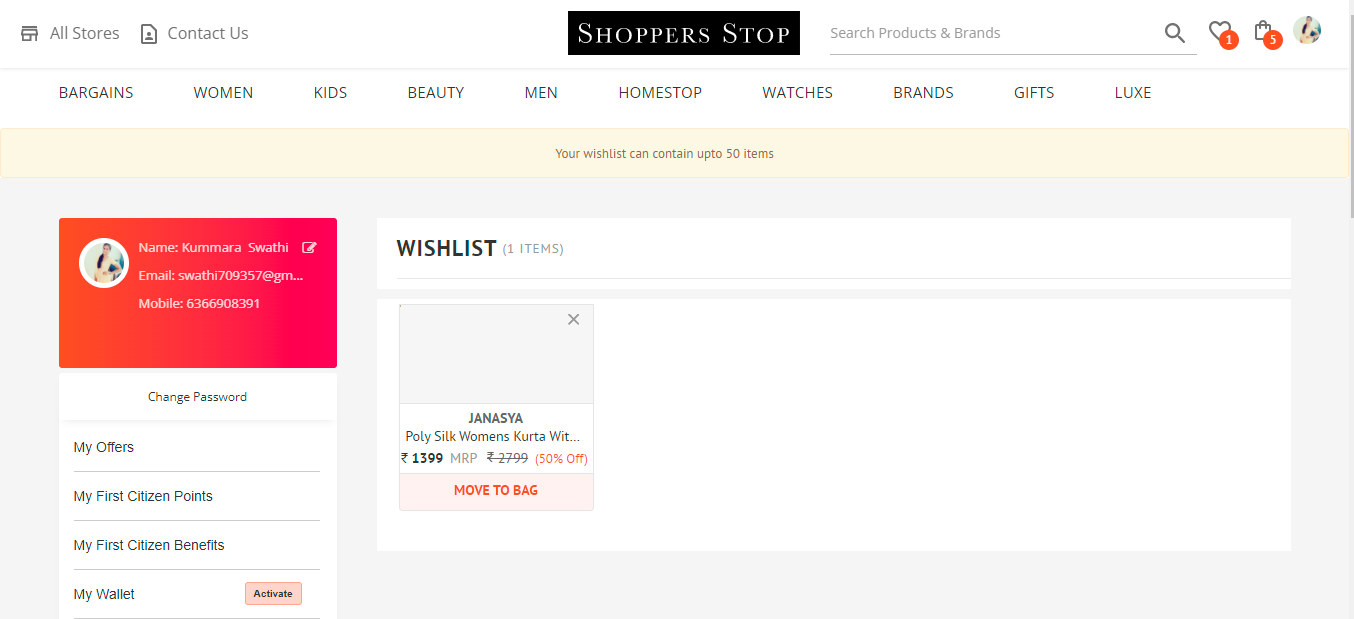 All Stores
Contact Us
SHOPPERS STOP
Search Products & Brands
1
5
BARGAINS
WOMEN
KIDS
BEAUTY
MEN
HOMESTOP
WATCHES
BRANDS
GIFTS
LUXE
Your wishlist can contain upto 50 items
Name: Kummara Swathi
Email: swathi709357@gm...
Mobile: 6366908391
Change Password
My Offers
My First Citizen Points
My First Citizen Benefits
My Wallet
Activate
WISHLIST (1 ITEMS)
JANASYA
Poly Silk Womens Kurta Wit...
₹ 1399 MRP ₹ 2799 (50% Off)
MOVE TO BAG